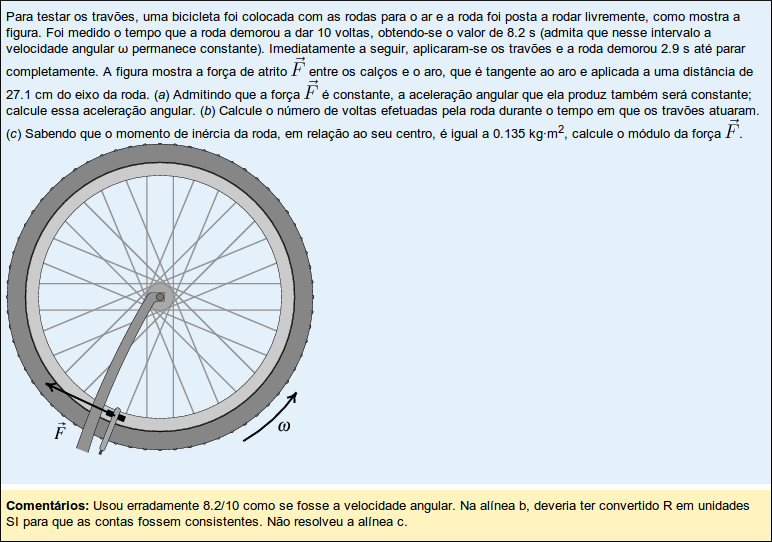 Para testar os travões, uma bicicleta foi colocada com as rodas para o ar e a roda foi posta a rodar livremente, como mostra a
figura. Foi medido o tempo que a roda demorou a dar 10 voltas, obtendo-se o valor de 8.2 s (admita que nesse intervalo a
velocidade angular ω permanece constante). Imediatamente a seguir, aplicaram-se os travões e a roda demorou 2.9 s até parar
completamente. A figura mostra a força de atrito F⃗ entre os calços e o aro, que é tangente ao aro e aplicada a uma distância de
27.1 cm do eixo da roda. (a) Admitindo que a força F⃗ é constante, a aceleração angular que ela produz também será constante;
calcule essa aceleração angular. (b) Calcule o número de voltas efetuadas pela roda durante o tempo em que os travões atuaram.
(c) Sabendo que o momento de inércia da roda, em relação ao seu centro, é igual a 0.135 kg·m², calcule o módulo da força F⃗.
F⃗
ω
Comentários: Usou erradamente 8.2/10 como se fosse a velocidade angular. Na alínea b, deveria ter convertido R em unidades
SI para que as contas fossem consistentes. Não resolveu a alínea c.